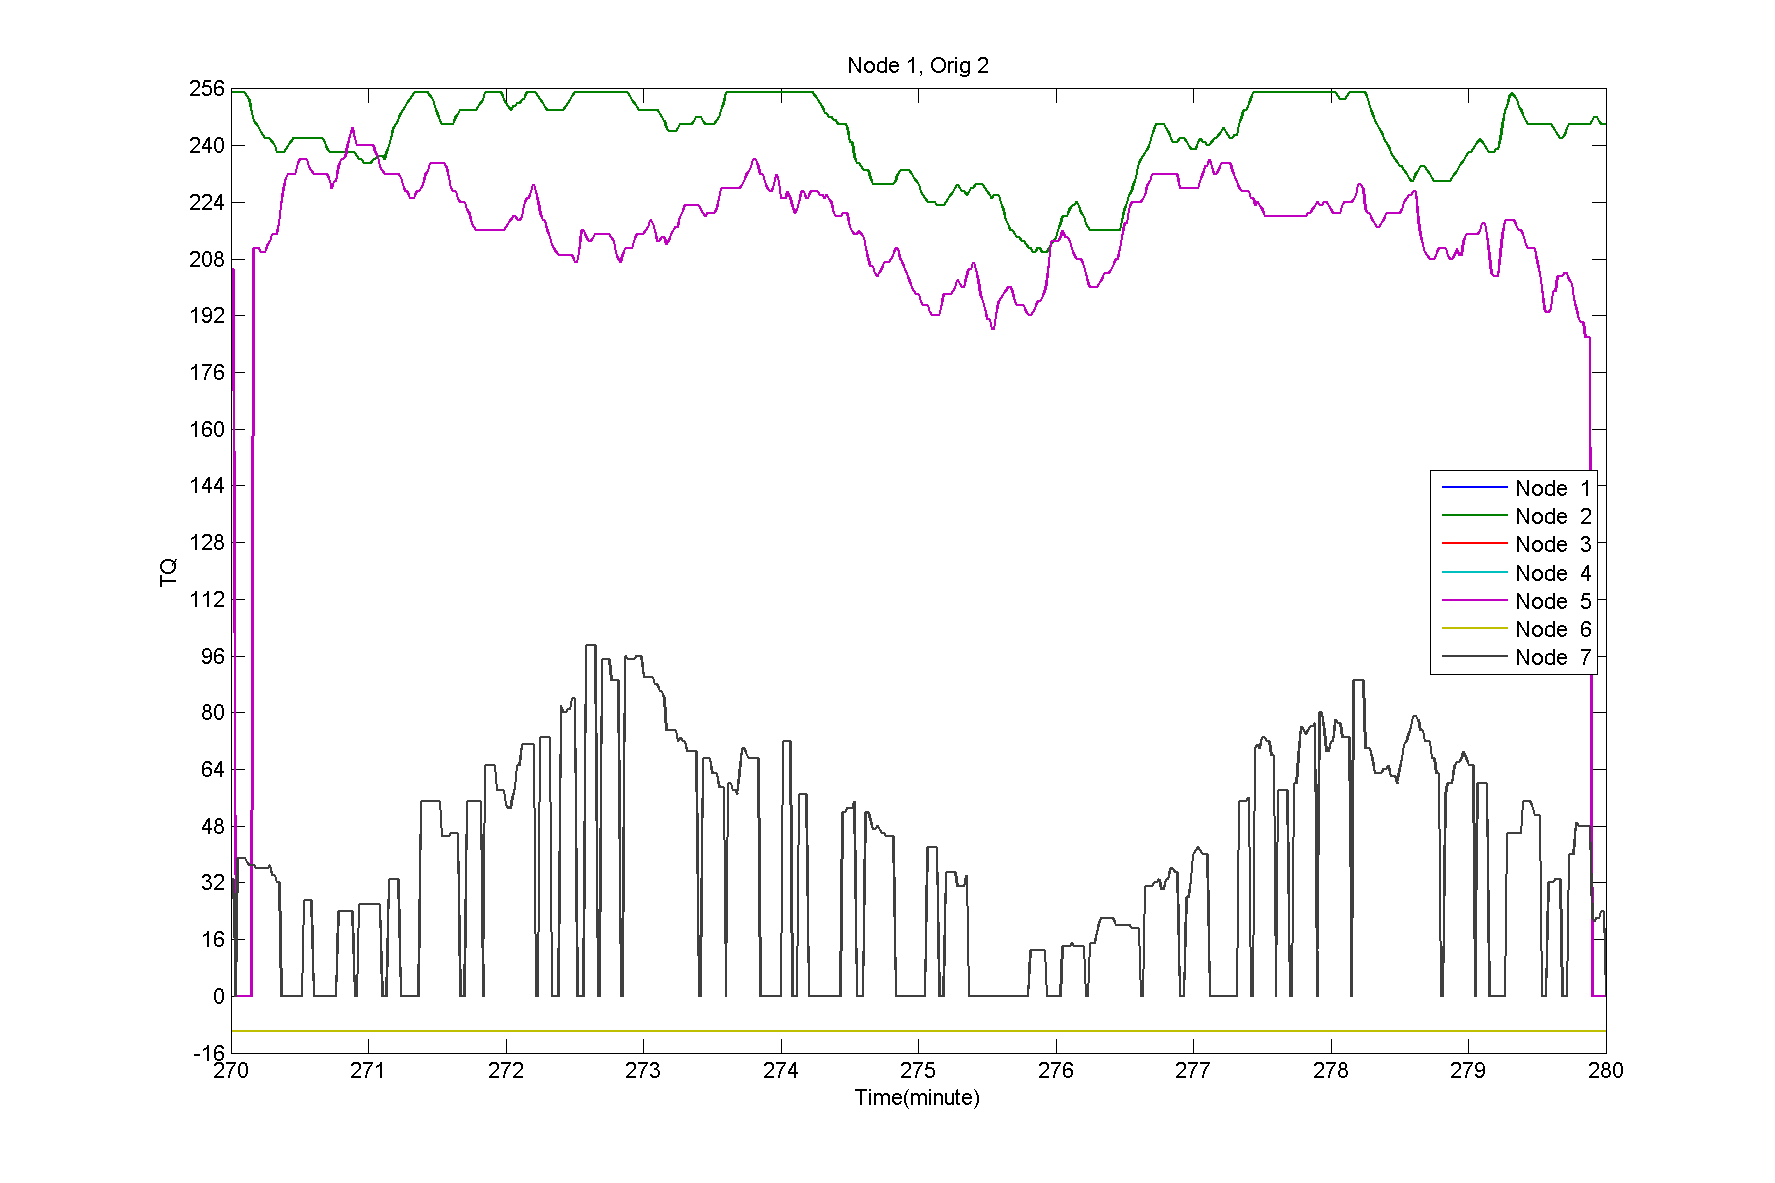 Node 1, Orig 2
256
240
224
208
192
176
160
144
128
112
96
80
64
48
32
16
0
-16
TQ
Node 1
Node 2
Node 3
Node 4
Node 5
Node 6
Node 7
270 271 272 273 274 275 276 277 278 279 280
Time(minute)